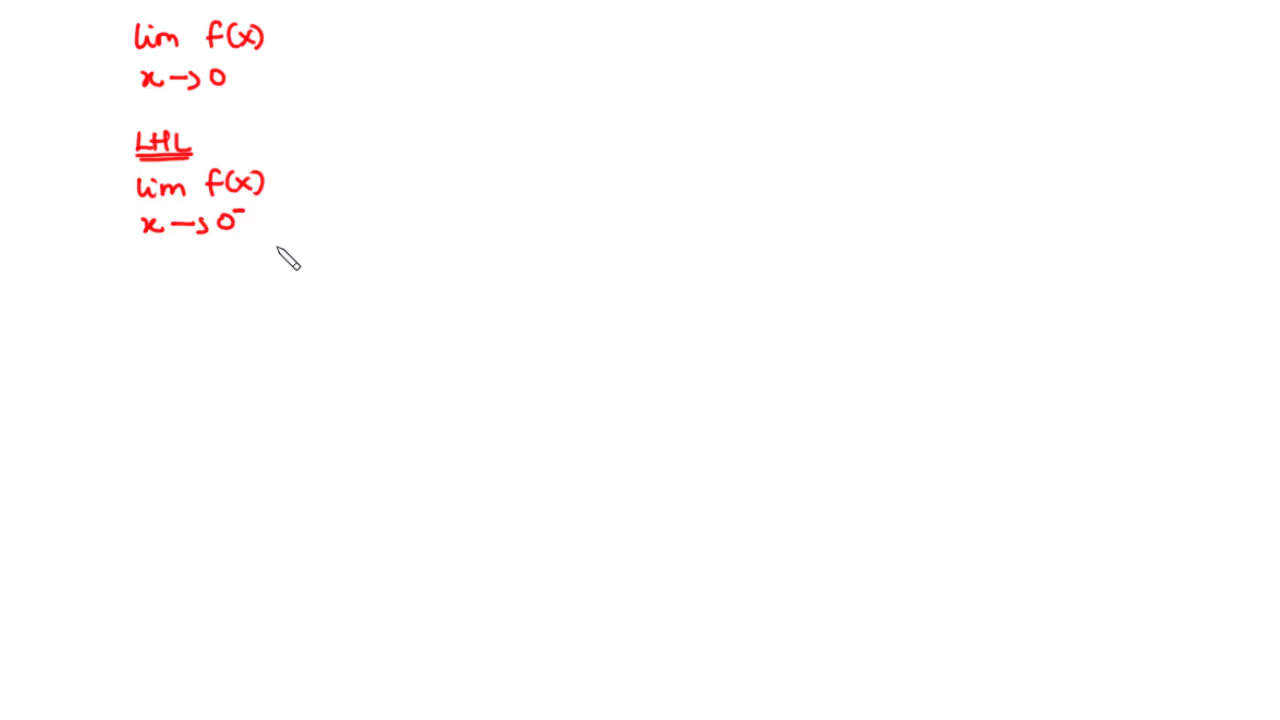 lim f(x)
x → 0
LHL
lim f(x)
x → 0⁻